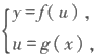 y=f(u),
u=g(x),